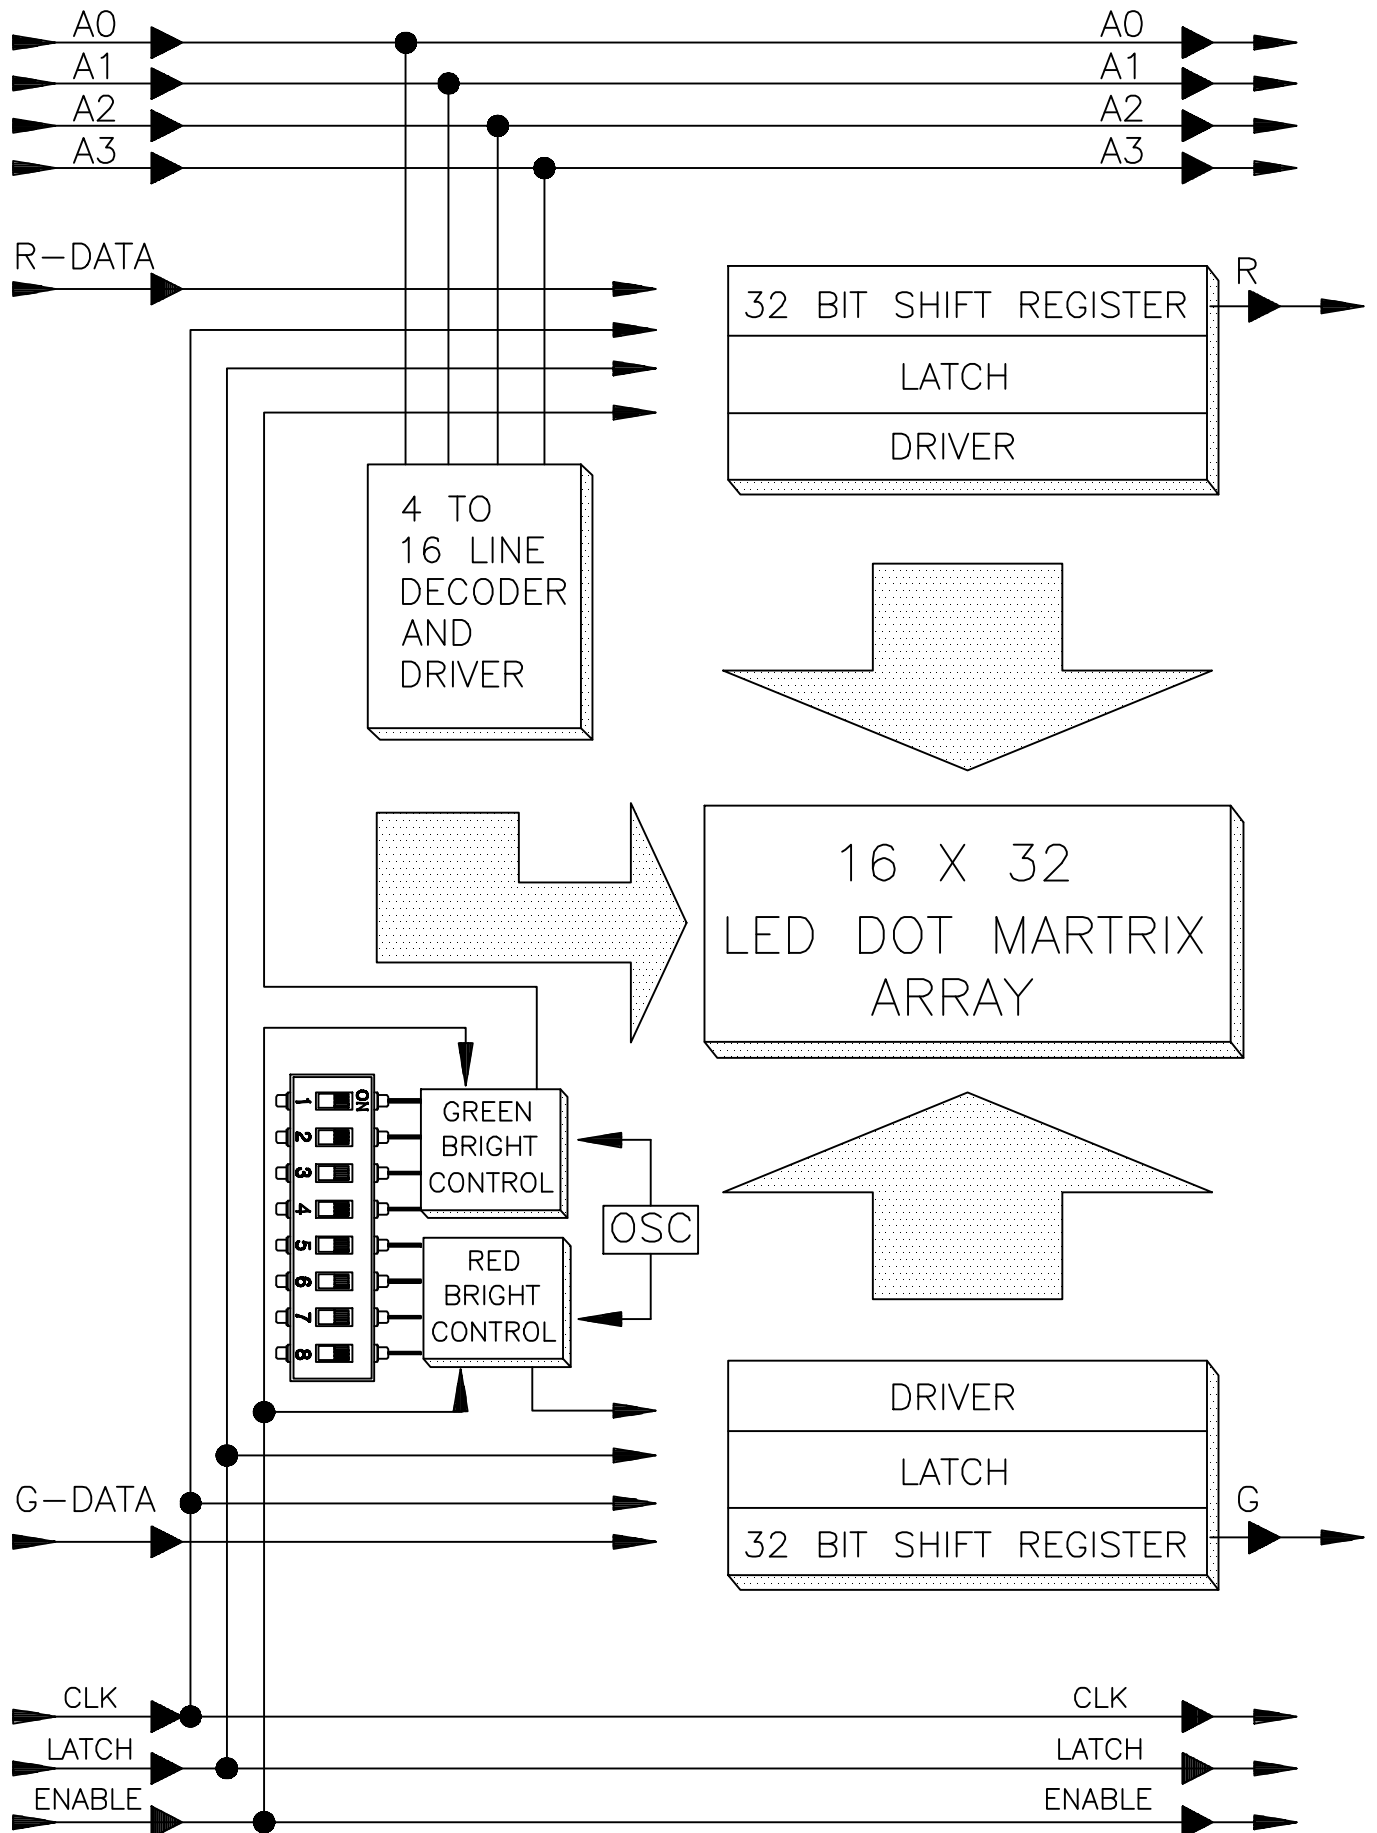 A0 A0
A1 A1
A2 A2
A3 A3
R-DATA
R
32 BIT SHIFT REGISTER
LATCH
DRIVER
4 TO
16 LINE
DECODER
AND
DRIVER
16 X 32
LED DOT MARTRIX
ARRAY
ON
1
2
3
4
5
6
7
8
GREEN
BRIGHT
CONTROL
OSC
RED
BRIGHT
CONTROL
DRIVER
LATCH
32 BIT SHIFT REGISTER
G-DATA
G
CLK CLK
LATCH LATCH
ENABLE ENABLE